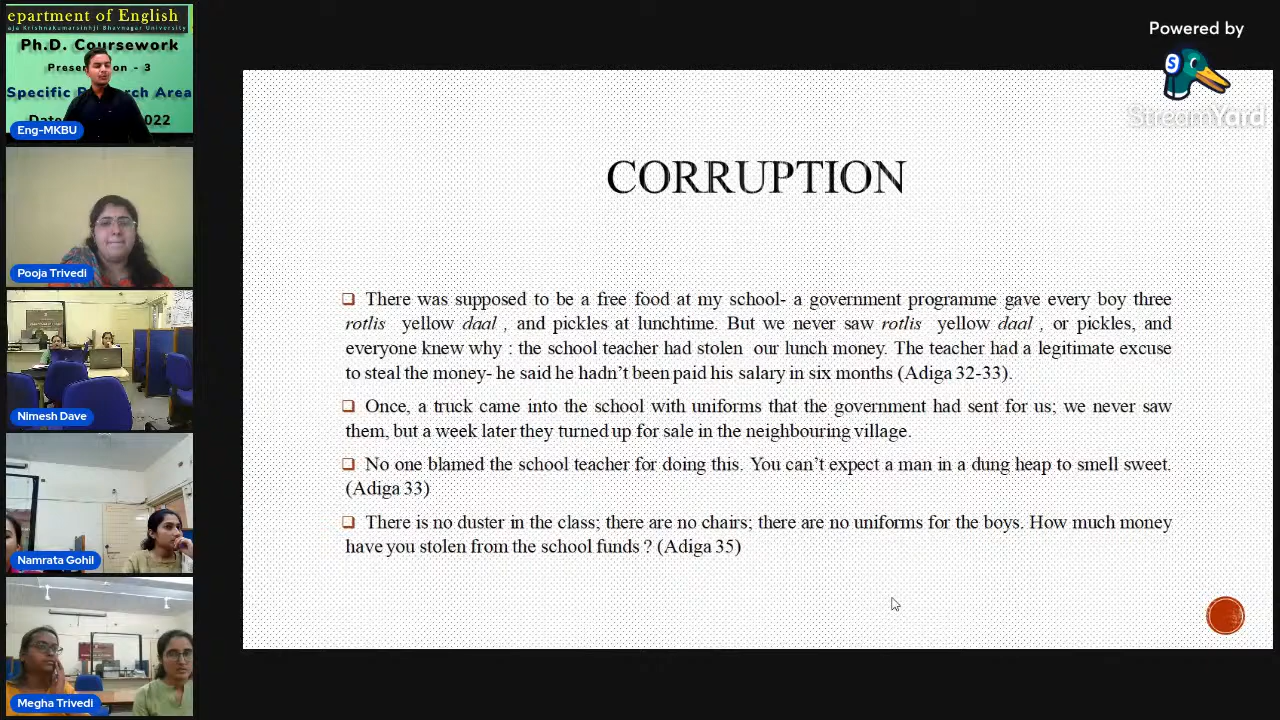 epartment of English
aja Krishnakumarsinhji Bhavnagar University
Ph.D. Coursework
Presen on - 3
Specific R rch Area
Date 022
Eng-MKBU
Pooja Trivedi
Nimesh Dave
Namrata Gohil
Megha Trivedi
Powered by
S
StreamYard
CORRUPTION
❑ There was supposed to be a free food at my school- a government programme gave every boy three
rotlis yellow daal , and pickles at lunchtime. But we never saw rotlis yellow daal , or pickles, and
everyone knew why : the school teacher had stolen our lunch money. The teacher had a legitimate excuse
to steal the money- he said he hadn’t been paid his salary in six months (Adiga 32-33).
❑ Once, a truck came into the school with uniforms that the government had sent for us; we never saw
them, but a week later they turned up for sale in the neighbouring village.
❑ No one blamed the school teacher for doing this. You can’t expect a man in a dung heap to smell sweet.
(Adiga 33)
❑ There is no duster in the class; there are no chairs; there are no uniforms for the boys. How much money
have you stolen from the school funds ? (Adiga 35)